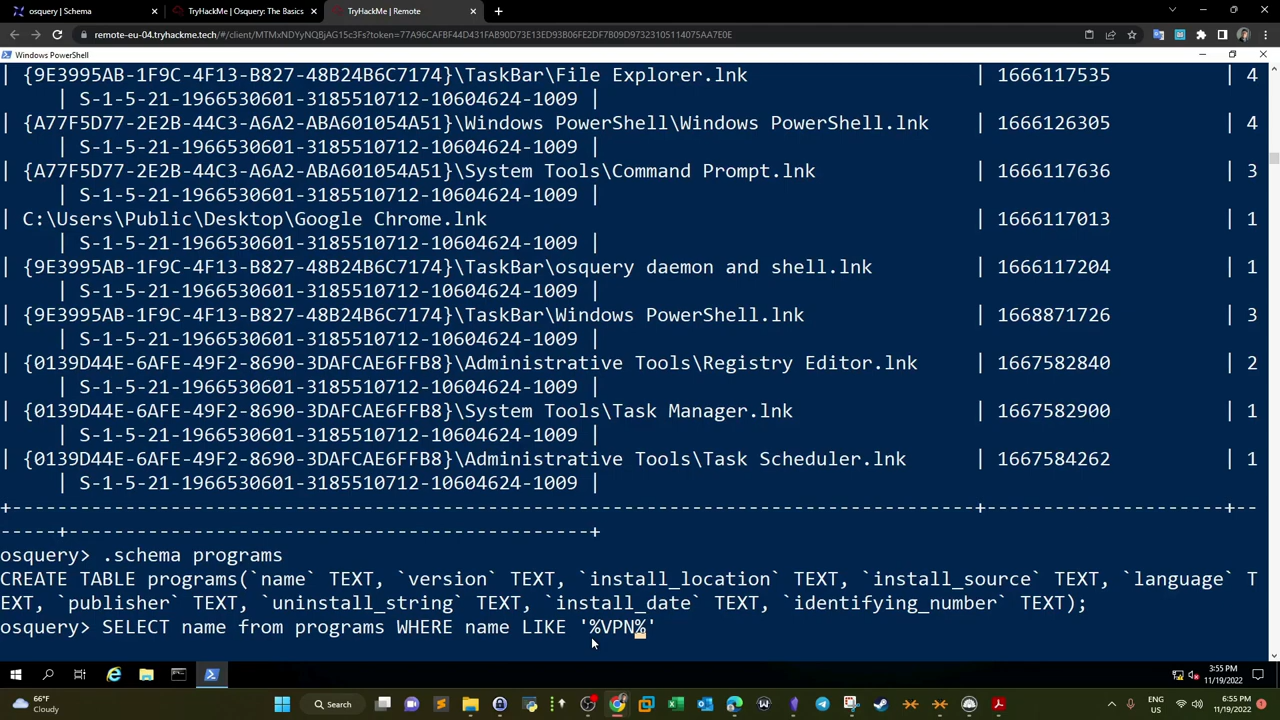 osquery | Schema
TryHackMe | Osquery: The Basics
TryHackMe | Remote
remote-eu-04.tryhackme.tech/#/client/MTMxNDYyNQBjAG15c3Fs?token=77A96CAFBF44D431FAB90D73E13ED93B06FE2DF7B09D97323105114075AA7E0E
Windows PowerShell
| {9E3995AB-1F9C-4F13-B827-48B24B6C7174}\TaskBar\File Explorer.lnk | 1666117535 | 4
| S-1-5-21-1966530601-3185510712-10604624-1009 |
| {A77F5D77-2E2B-44C3-A6A2-ABA601054A51}\Windows PowerShell\Windows PowerShell.lnk | 1666126305 | 4
| S-1-5-21-1966530601-3185510712-10604624-1009 |
| {A77F5D77-2E2B-44C3-A6A2-ABA601054A51}\System Tools\Command Prompt.lnk | 1666117636 | 3
| S-1-5-21-1966530601-3185510712-10604624-1009 |
| C:\Users\Public\Desktop\Google Chrome.lnk | 1666117013 | 1
| S-1-5-21-1966530601-3185510712-10604624-1009 |
| {9E3995AB-1F9C-4F13-B827-48B24B6C7174}\TaskBar\osquery daemon and shell.lnk | 1666117204 | 1
| S-1-5-21-1966530601-3185510712-10604624-1009 |
| {9E3995AB-1F9C-4F13-B827-48B24B6C7174}\TaskBar\Windows PowerShell.lnk | 1668871726 | 3
| S-1-5-21-1966530601-3185510712-10604624-1009 |
| {0139D44E-6AFE-49F2-8690-3DAFCAE6FFB8}\Administrative Tools\Registry Editor.lnk | 1667582840 | 2
| S-1-5-21-1966530601-3185510712-10604624-1009 |
| {0139D44E-6AFE-49F2-8690-3DAFCAE6FFB8}\System Tools\Task Manager.lnk | 1667582900 | 1
| S-1-5-21-1966530601-3185510712-10604624-1009 |
| {0139D44E-6AFE-49F2-8690-3DAFCAE6FFB8}\Administrative Tools\Task Scheduler.lnk | 1667584262 | 1
| S-1-5-21-1966530601-3185510712-10604624-1009 |
+-------------------------------------------------------------------------------------+----------------------+--
-----+----------------------------------------------+
osquery> .schema programs
CREATE TABLE programs(`name` TEXT, `version` TEXT, `install_location` TEXT, `install_source` TEXT, `language` T
EXT, `publisher` TEXT, `uninstall_string` TEXT, `install_date` TEXT, `identifying_number` TEXT);
osquery> SELECT name from programs WHERE name LIKE '%VPN%'
3:55 PM
11/19/2022
66°F
Cloudy
Search
ENG
US
6:55 PM
11/19/2022